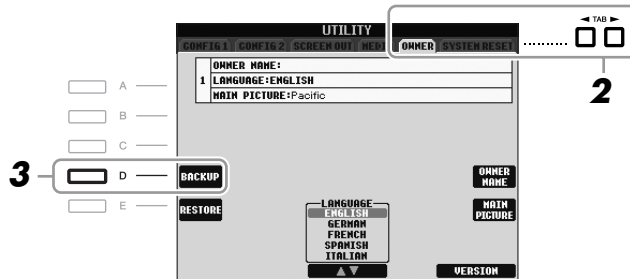 UTILITY
◄ TAB ►
CONFIG 1 CONFIG 2 SCREEN OUT MEDIA OWNER SYSTEM RESET
2
OWNER NAME:
1 LANGUAGE:ENGLISH
MAIN PICTURE:Pacific
A
B
C
3 D BACKUP
OWNER NAME
E RESTORE
MAIN PICTURE
LANGUAGE
ENGLISH
GERMAN
FRENCH
SPANISH
ITALIAN
▲▼
VERSION